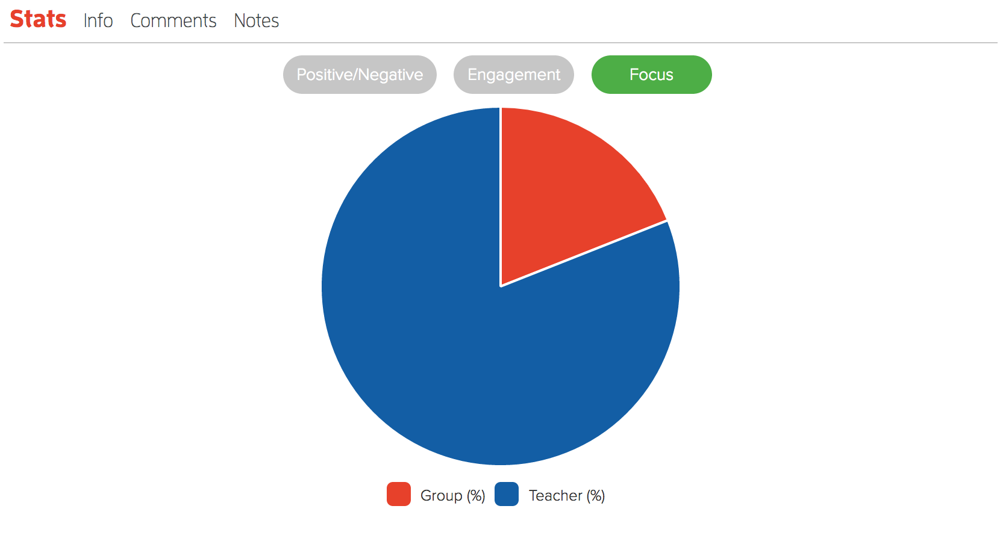 Stats Info Comments Notes
Positive/Negative Engagement Focus
Group (%) Teacher (%)